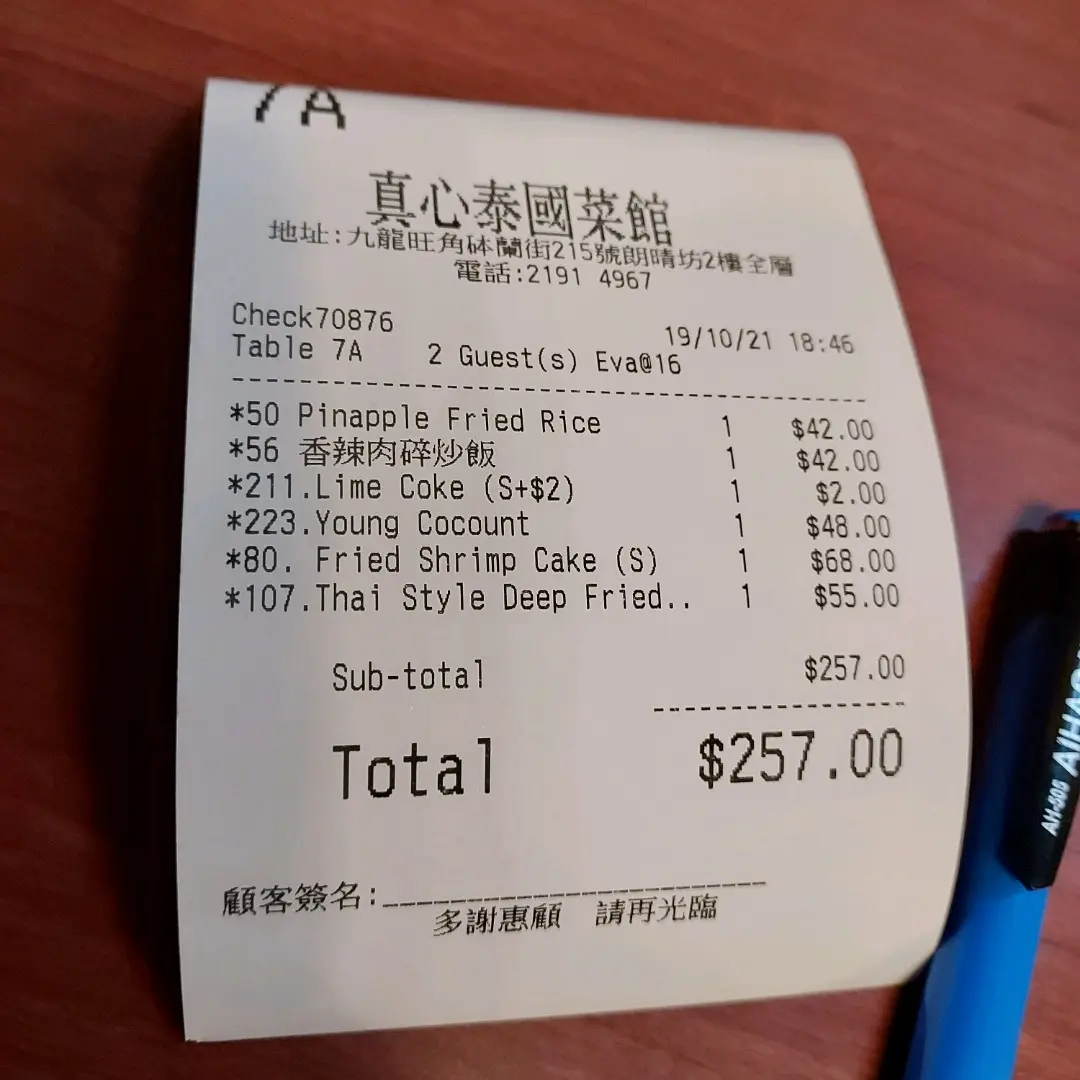 7A
真心泰國菜館
地址:九龍旺角砵蘭街215號朗晴坊2樓全層
電話:2191 4967
Check70876
19/10/21 18:46
Table 7A 2 Guest(s) Eva@16
*50 Pinapple Fried Rice 1 $42.00
*56 香辣肉碎炒飯 1 $42.00
*211.Lime Coke (S+$2) 1 $2.00
*223.Young Cocount 1 $48.00
*80. Fried Shrimp Cake (S) 1 $68.00
*107.Thai Style Deep Fried.. 1 $55.00
Sub-total $257.00
Total $257.00
顧客簽名:
多謝惠顧 請再光臨
AH-508 AIHAO